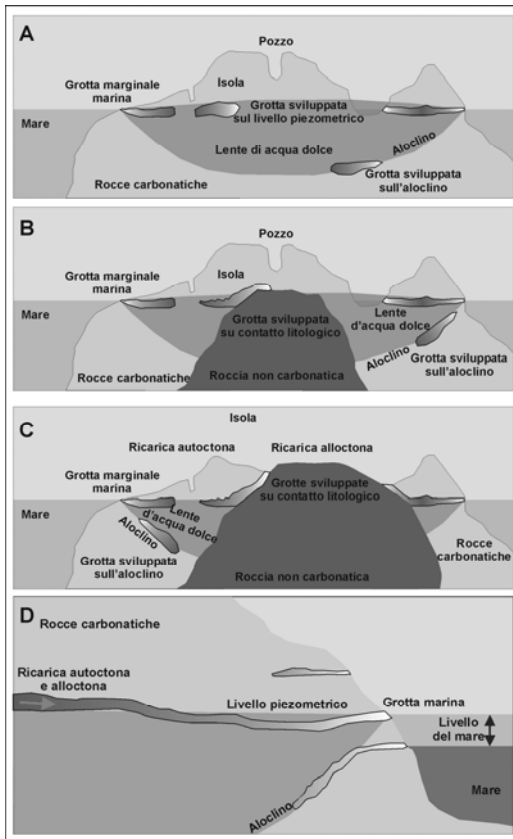 A
Pozzo
Grotta marginale
marina
Isola
Mare
Grotta sviluppata
sul livello piezometrico
Lente di acqua dolce
Aloclino
Rocce carbonatiche
Grotta sviluppata
sull'aloclino
B
Pozzo
Grotta marginale
marina
Isola
Mare
Grotta sviluppata
su contatto litologico
Lente
d'acqua dolce
Aloclino
Grotta sviluppata
sull'aloclino
Rocce carbonatiche
Roccia non carbonatica
C
Isola
Ricarica autoctona
Ricarica alloctona
Grotta marginale
marina
Grotte sviluppate
su contatto litologico
Mare
Lente
d'acqua dolce
Aloclino
Grotta sviluppata
sull'aloclino
Rocce
carbonatiche
Roccia non carbonatica
D
Rocce carbonatiche
Ricarica autoctona
e alloctona
Livello piezometrico
Grotta marina
Livello
del mare
Aloclino
Mare